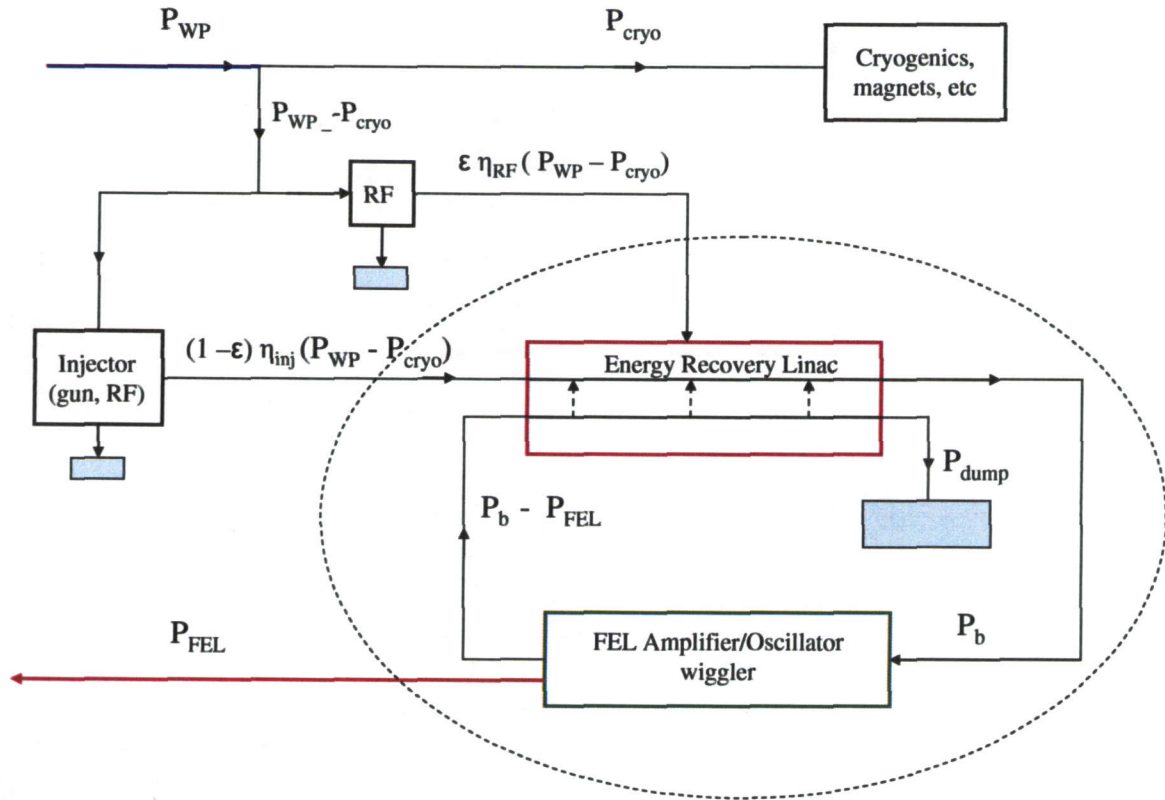 P_WP
P_cryo
Cryogenics,
magnets, etc
P_WP_ -P_cryo
ε η_RF ( P_WP – P_cryo)
RF
Injector
(gun, RF)
(1 –ε) η_inj (P_WP - P_cryo)
Energy Recovery Linac
P_dump
P_b - P_FEL
P_FEL
FEL Amplifier/Oscillator
wiggler
P_b